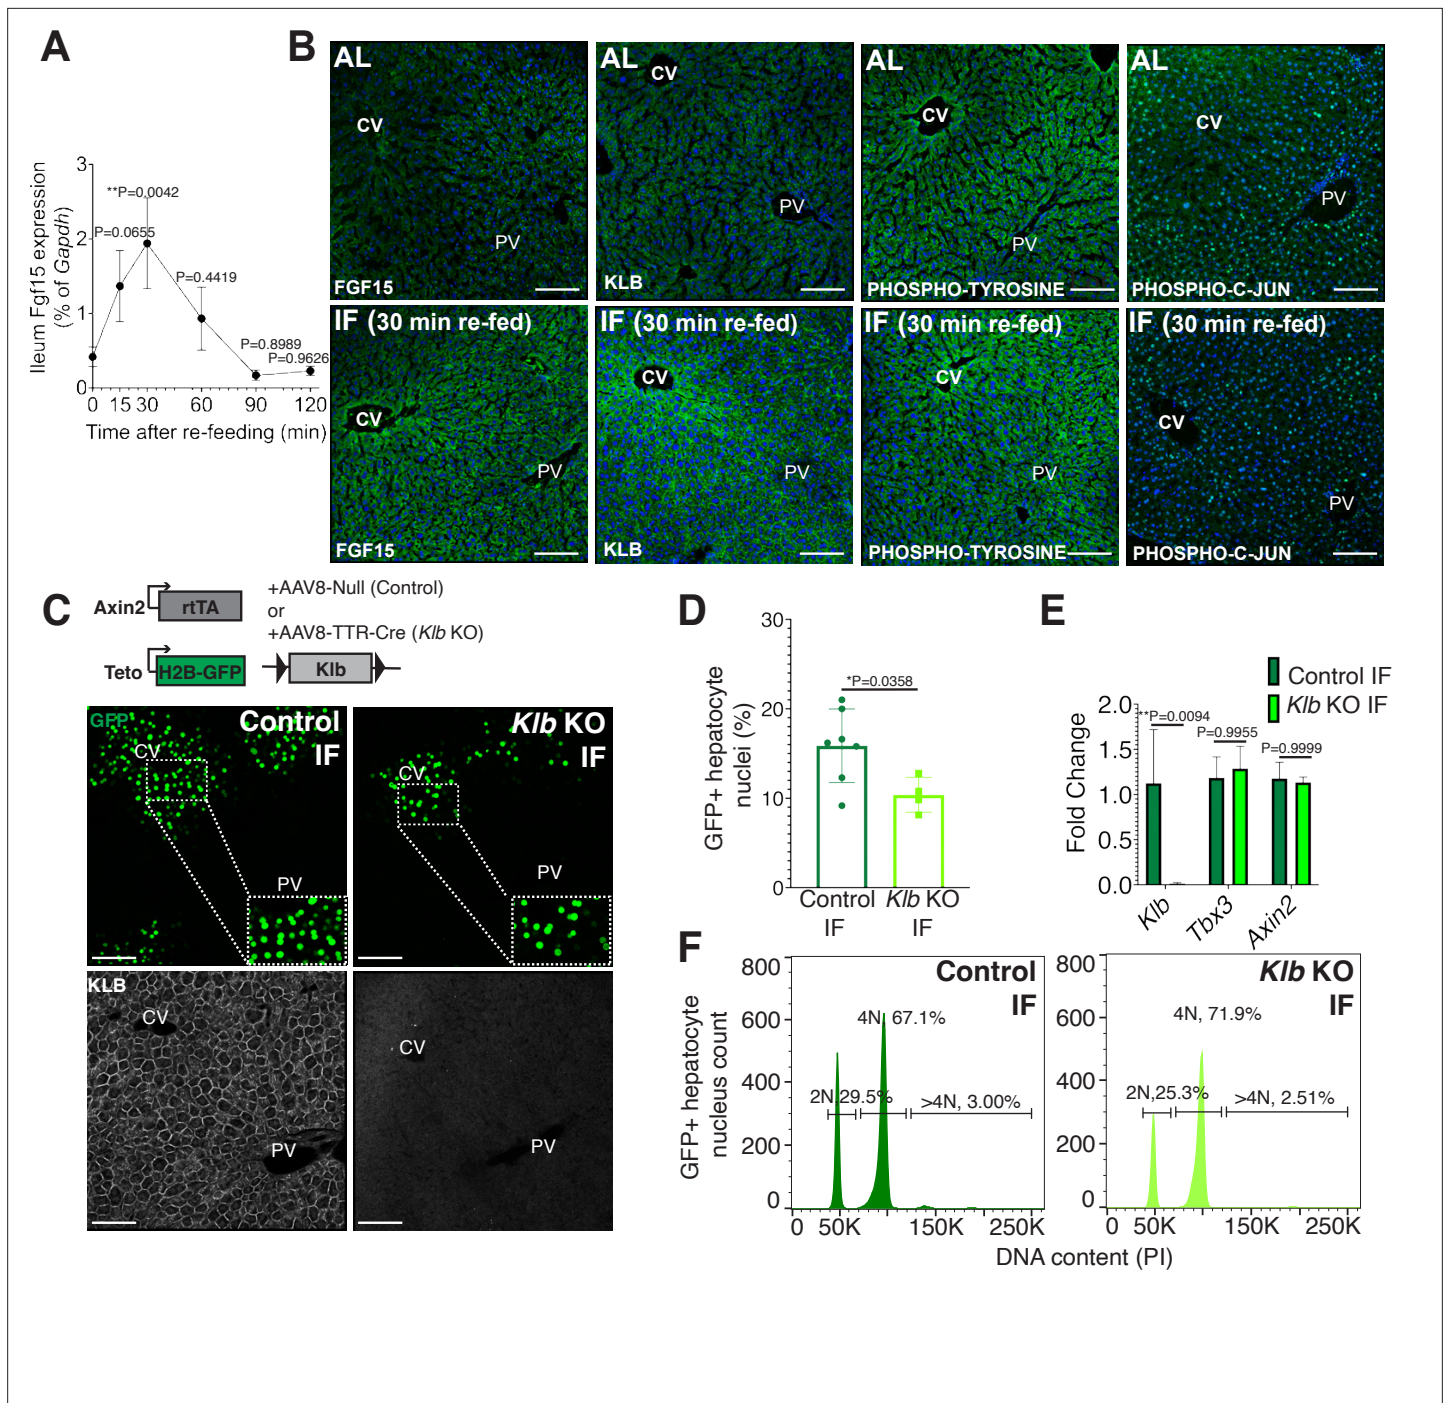 A
Ileum Fgf15 expression
(% of Gapdh)
3
2
1
0
**P=0.0042
P=0.0655
P=0.4419
P=0.8989
P=0.9626
0 15 30 60 90 120
Time after re-feeding (min)
B
AL
CV
PV
FGF15
AL
CV
PV
KLB
AL
CV
PV
PHOSPHO-TYROSINE
AL
CV
PV
PHOSPHO-C-JUN
IF (30 min re-fed)
CV
PV
FGF15
IF (30 min re-fed)
CV
PV
KLB
IF (30 min re-fed)
CV
PV
PHOSPHO-TYROSINE
IF (30 min re-fed)
CV
PV
PHOSPHO-C-JUN
C
Axin2 rtTA
Teto H2B-GFP
+AAV8-Null (Control)
or
+AAV8-TTR-Cre (Klb KO)
Klb
GFP
Control
IF
CV
PV
Klb KO
IF
CV
PV
KLB
CV
PV
CV
PV
D
GFP+ hepatocyte
nuclei (%)
30
20
10
0
*P=0.0358
Control
IF
Klb KO
IF
E
Control IF
Klb KO IF
Fold Change
2.0
1.5
1.0
0.5
0.0
**P=0.0094
P=0.9955
P=0.9999
Klb
Tbx3
Axin2
F
GFP+ hepatocyte
nucleus count
800
600
400
200
0
Control
IF
4N, 67.1%
2N,29.5%
>4N, 3.00%
0 50K 150K 250K
800
600
400
200
0
Klb KO
IF
4N, 71.9%
2N,25.3%
>4N, 2.51%
0 50K 150K 250K
DNA content (PI)